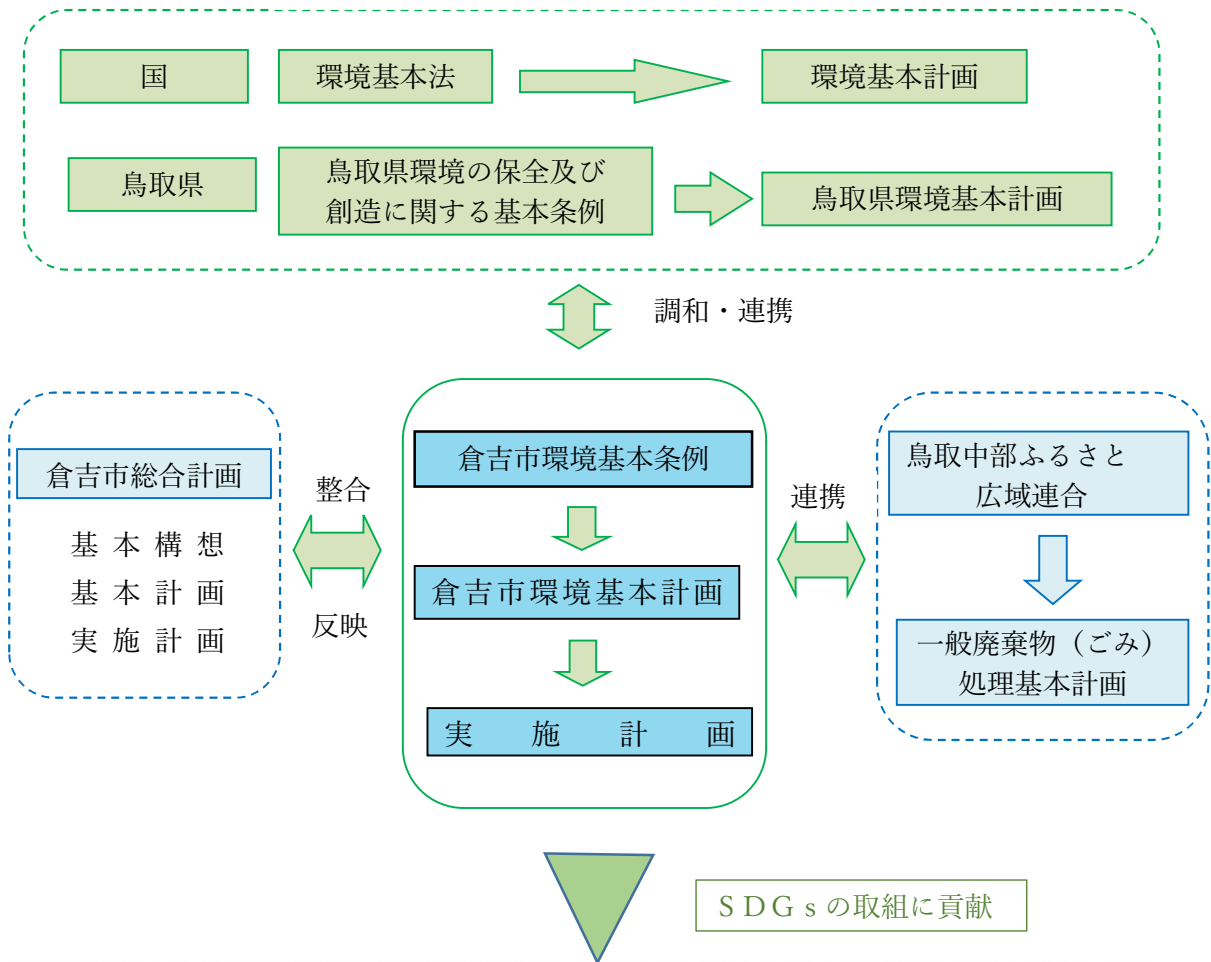 国
環境基本法
環境基本計画
鳥取県
鳥取県環境の保全及び
創造に関する基本条例
鳥取県環境基本計画
調和・連携
倉吉市総合計画
基本構想
基本計画
実施計画
整合
反映
倉吉市環境基本条例
倉吉市環境基本計画
実施計画
連携
鳥取中部ふるさと
広域連合
一般廃棄物（ごみ）
処理基本計画
ＳＤＧｓの取組に貢献